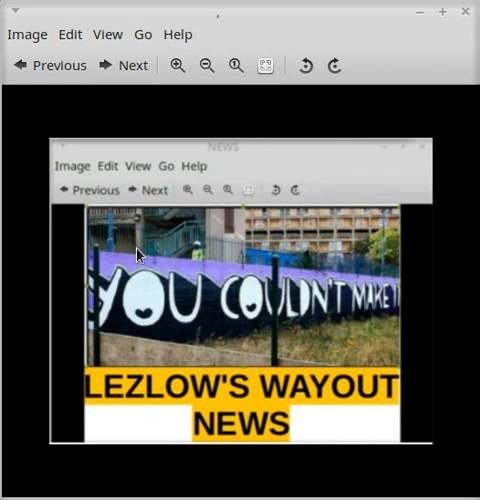 Image Edit View Go Help
Previous Next
NEWS
Image Edit View Go Help
Previous Next
YOU COULDN'T MAKE
LEZLOW'S WAYOUT
NEWS